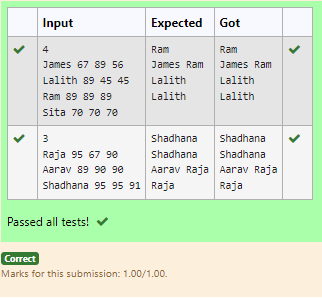 Input Expected Got
4 Ram Ram
James 67 89 56 James Ram James Ram
Lalith 89 45 45 Lalith Lalith
Ram 89 89 89 Lalith Lalith
Sita 70 70 70
3 Shadhana Shadhana
Raja 95 67 90 Shadhana Shadhana
Aarav 89 90 90 Aarav Raja Aarav Raja
Shadhana 95 95 91 Raja Raja
Passed all tests!
Correct
Marks for this submission: 1.00/1.00.